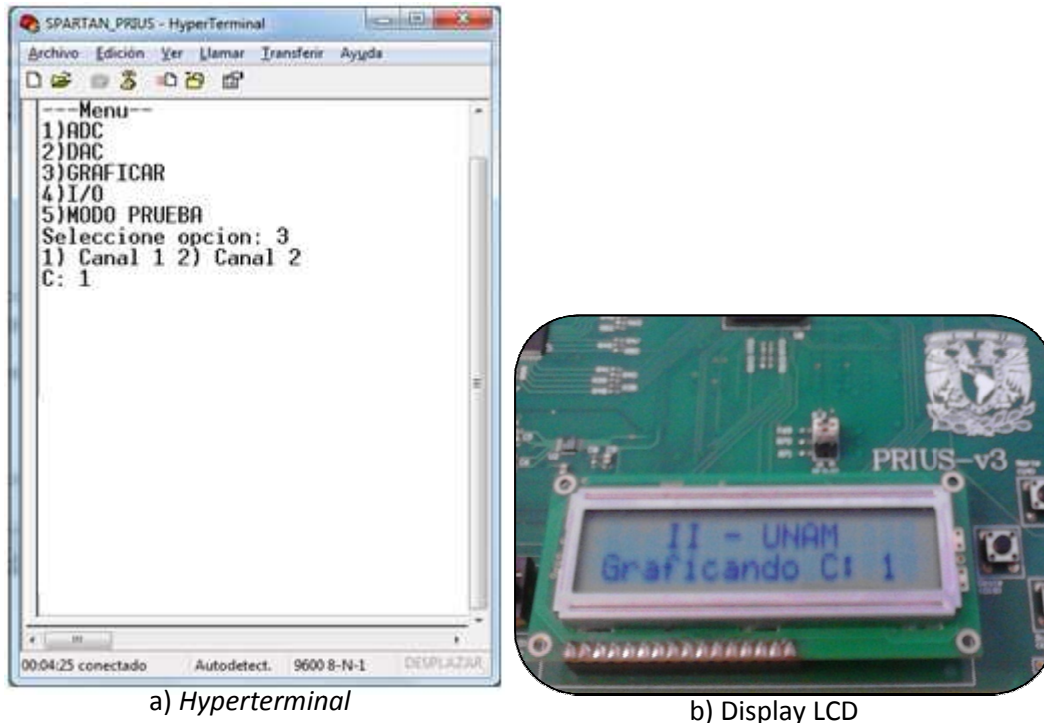 SPARTAN_PRIUS - HyperTerminal
Archivo Edición Ver Llamar Transferir Ayuda
---Menu--
1)ADC
2)DAC
3)GRAFICAR
4)I/O
5)MODO PRUEBA
Seleccione opcion: 3
1) Canal 1 2) Canal 2
C: 1
00:04:25 conectado Autodetect. 9600 8-N-1 DESPLAZAR
a) Hyperterminal
PRIUS-v3
II - UNAM
Graficando C: 1
b) Display LCD